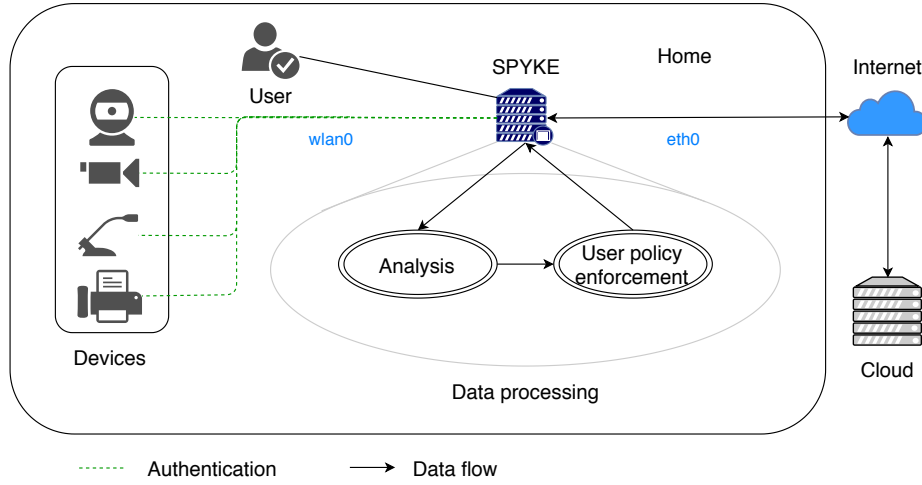 SPYKE
Home
Internet
User
wlan0
eth0
Analysis
User policy
enforcement
Devices
Cloud
Data processing
Authentication
Data flow